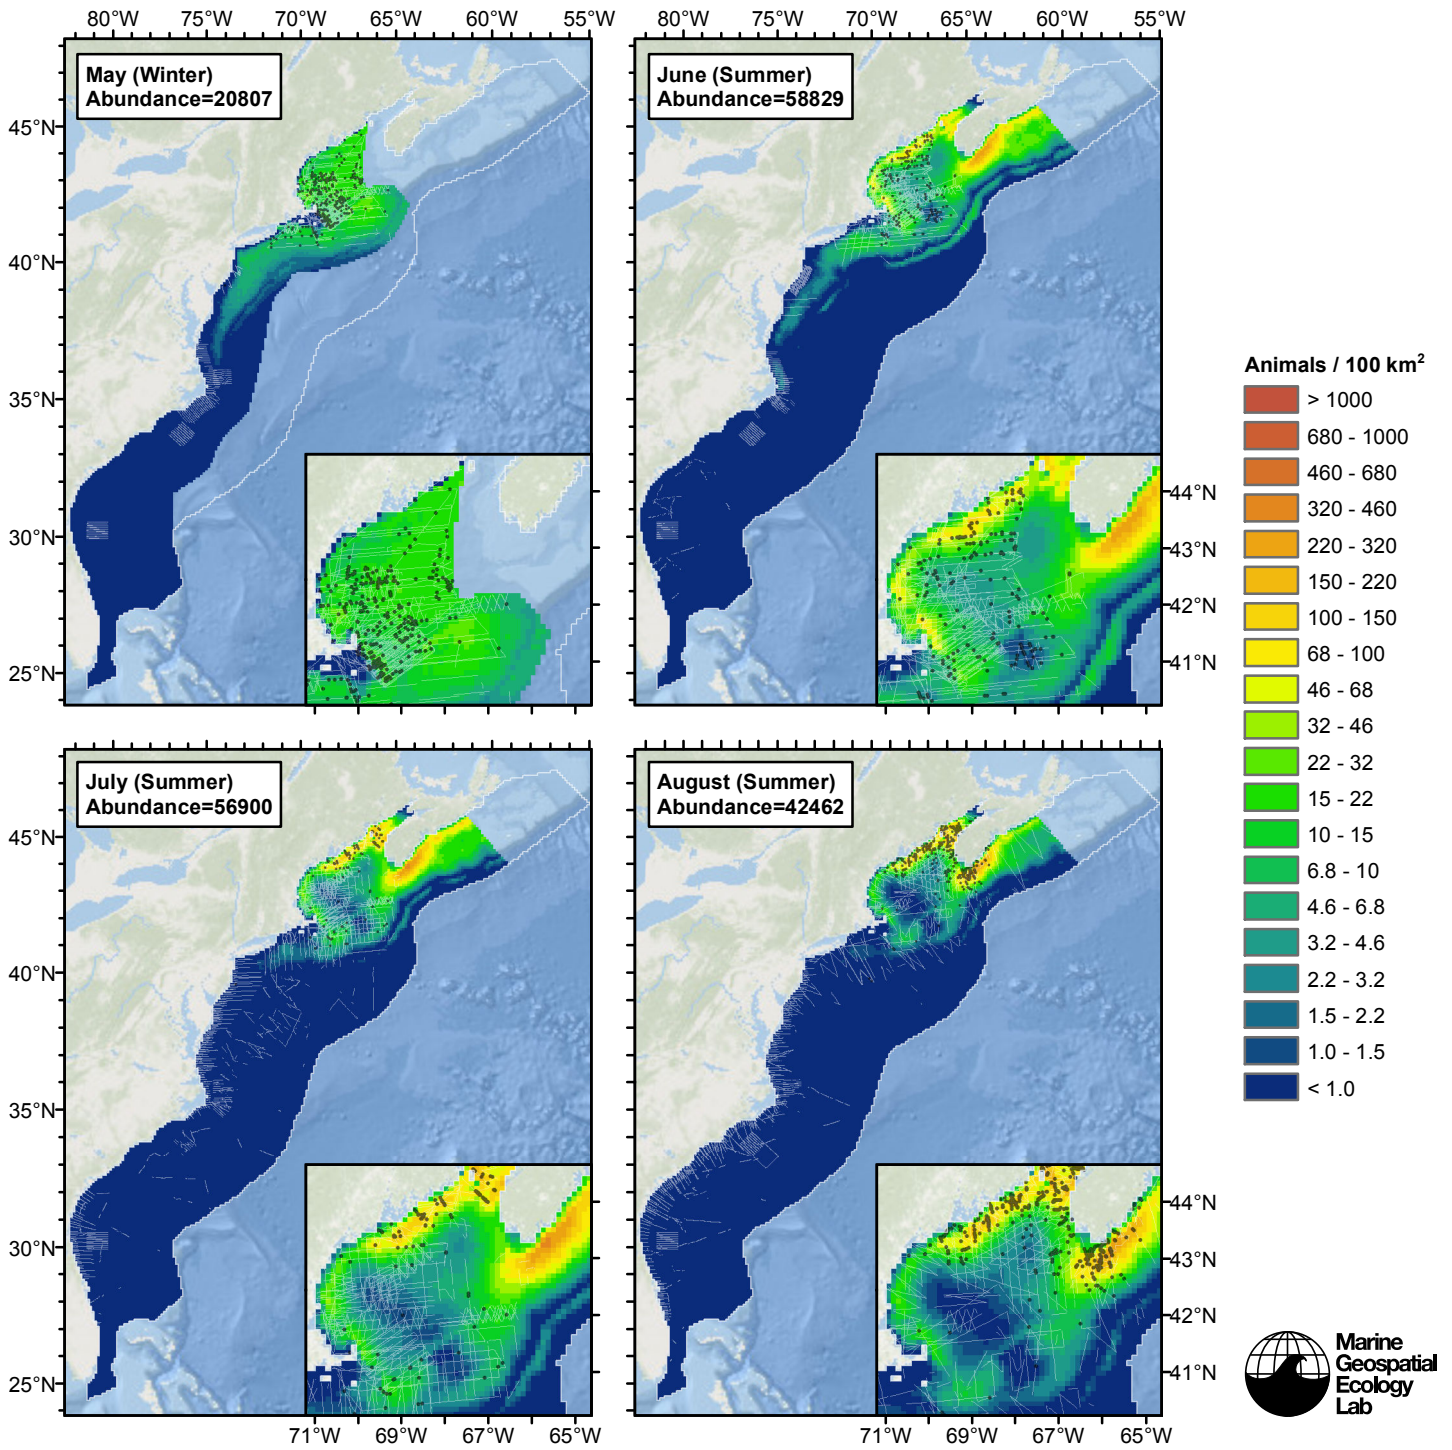 80°W 75°W 70°W 65°W 60°W 55°W
80°W 75°W 70°W 65°W 60°W 55°W
May (Winter)
Abundance=20807
June (Summer)
Abundance=58829
45°N
40°N
35°N
30°N
25°N
44°N
43°N
42°N
41°N
July (Summer)
Abundance=56900
August (Summer)
Abundance=42462
45°N
40°N
35°N
30°N
25°N
44°N
43°N
42°N
41°N
71°W 69°W 67°W 65°W
71°W 69°W 67°W 65°W
Animals / 100 km²
> 1000
680 - 1000
460 - 680
320 - 460
220 - 320
150 - 220
100 - 150
68 - 100
46 - 68
32 - 46
22 - 32
15 - 22
10 - 15
6.8 - 10
4.6 - 6.8
3.2 - 4.6
2.2 - 3.2
1.5 - 2.2
1.0 - 1.5
< 1.0
Marine
Geospatial
Ecology
Lab